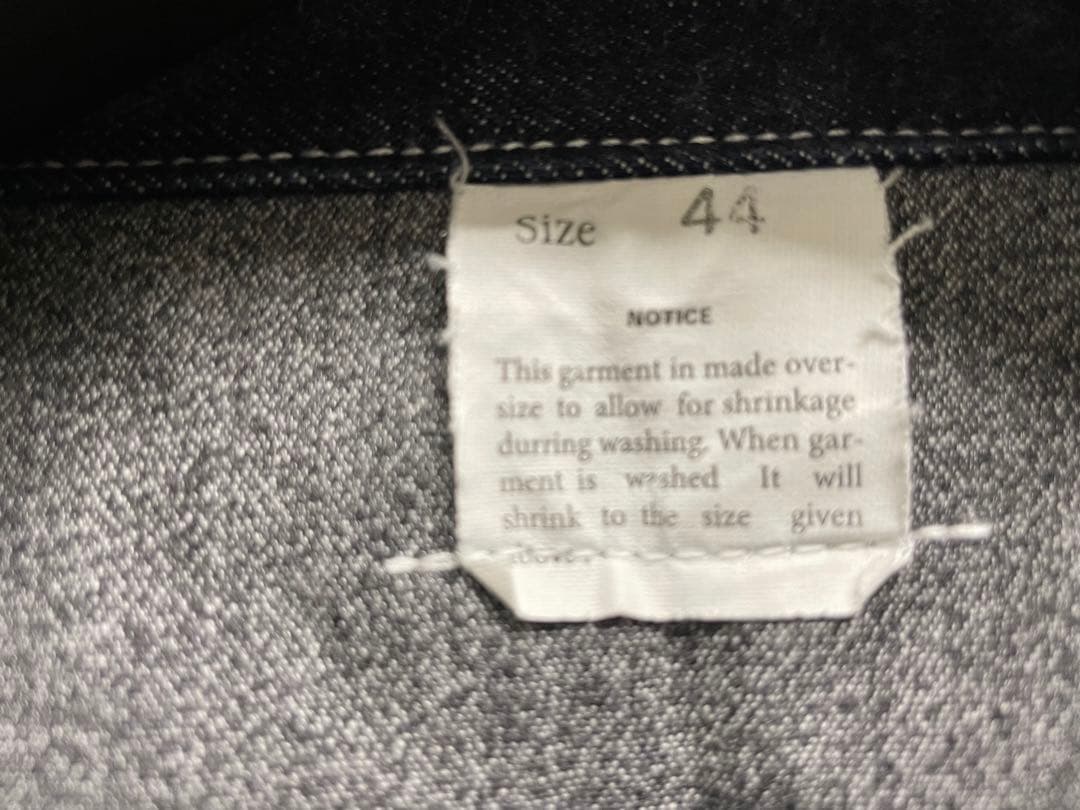 Size 44
NOTICE
This garment in made over-
size to allow for shrinkage
durring washing. When gar-
ment is washed It will
shrink to the size given